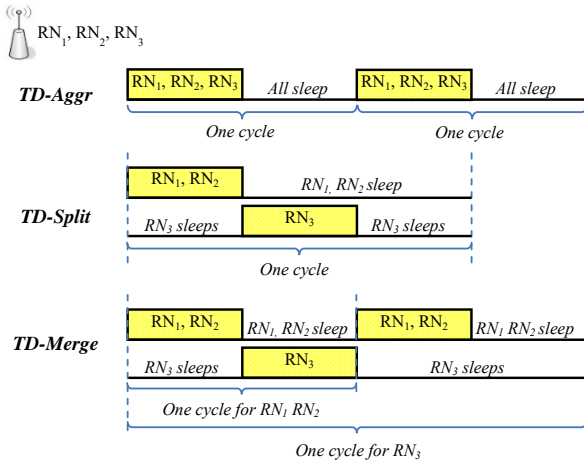 RN1, RN2, RN3
TD-Aggr
RN1, RN2, RN3 All sleep RN1, RN2, RN3 All sleep
One cycle One cycle
TD-Split
RN1, RN2 RN1, RN2 sleep
RN3 sleeps RN3 RN3 sleeps
One cycle
TD-Merge
RN1, RN2 RN1, RN2 sleep RN1, RN2 RN1 RN2 sleep
RN3 sleeps RN3 RN3 sleeps
One cycle for RN1 RN2
One cycle for RN3